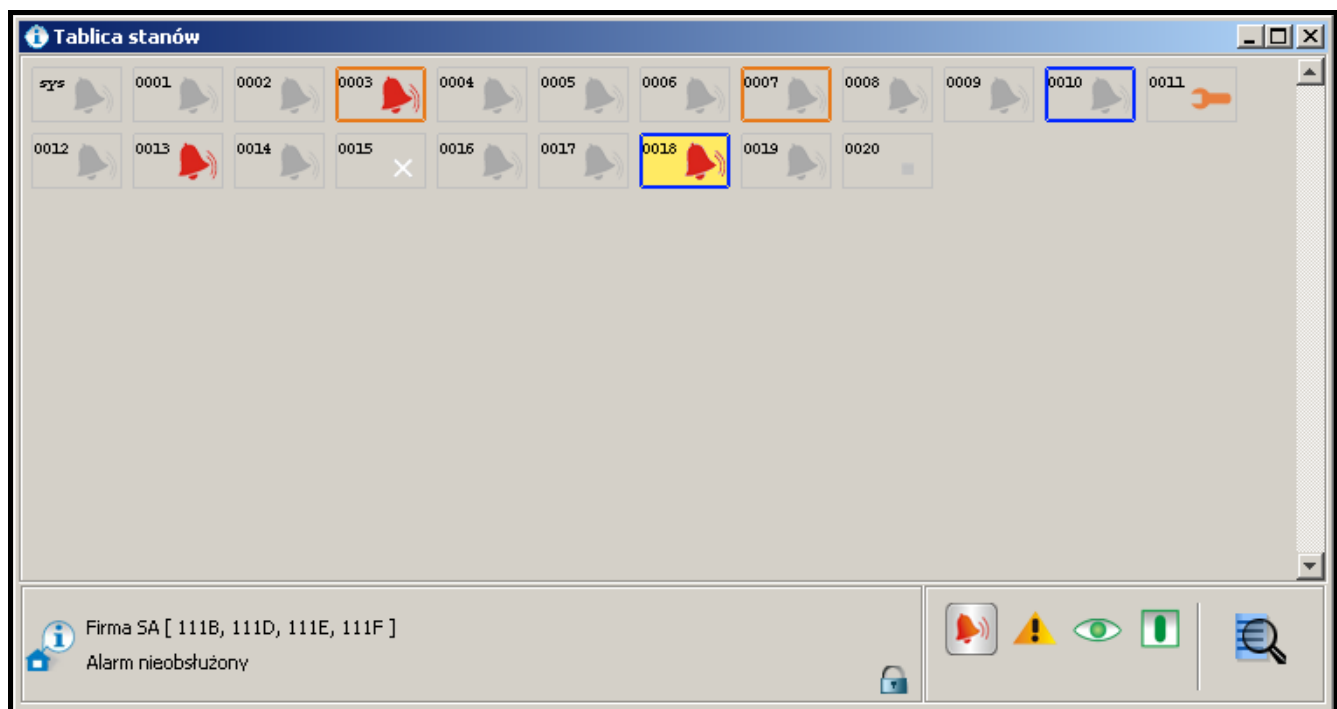 Tablica stanów
sys 0001 0002 0003 0004 0005 0006 0007 0008 0009 0010 0011
0012 0013 0014 0015 0016 0017 0018 0019 0020
Firma SA [ 111B, 111D, 111E, 111F ]
Alarm nieobsłużony